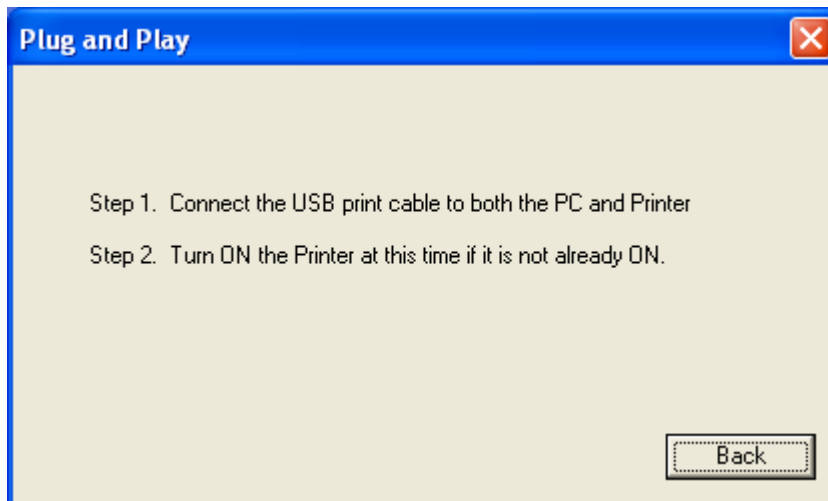 Plug and Play
Step 1. Connect the USB print cable to both the PC and Printer
Step 2. Turn ON the Printer at this time if it is not already ON.
Back